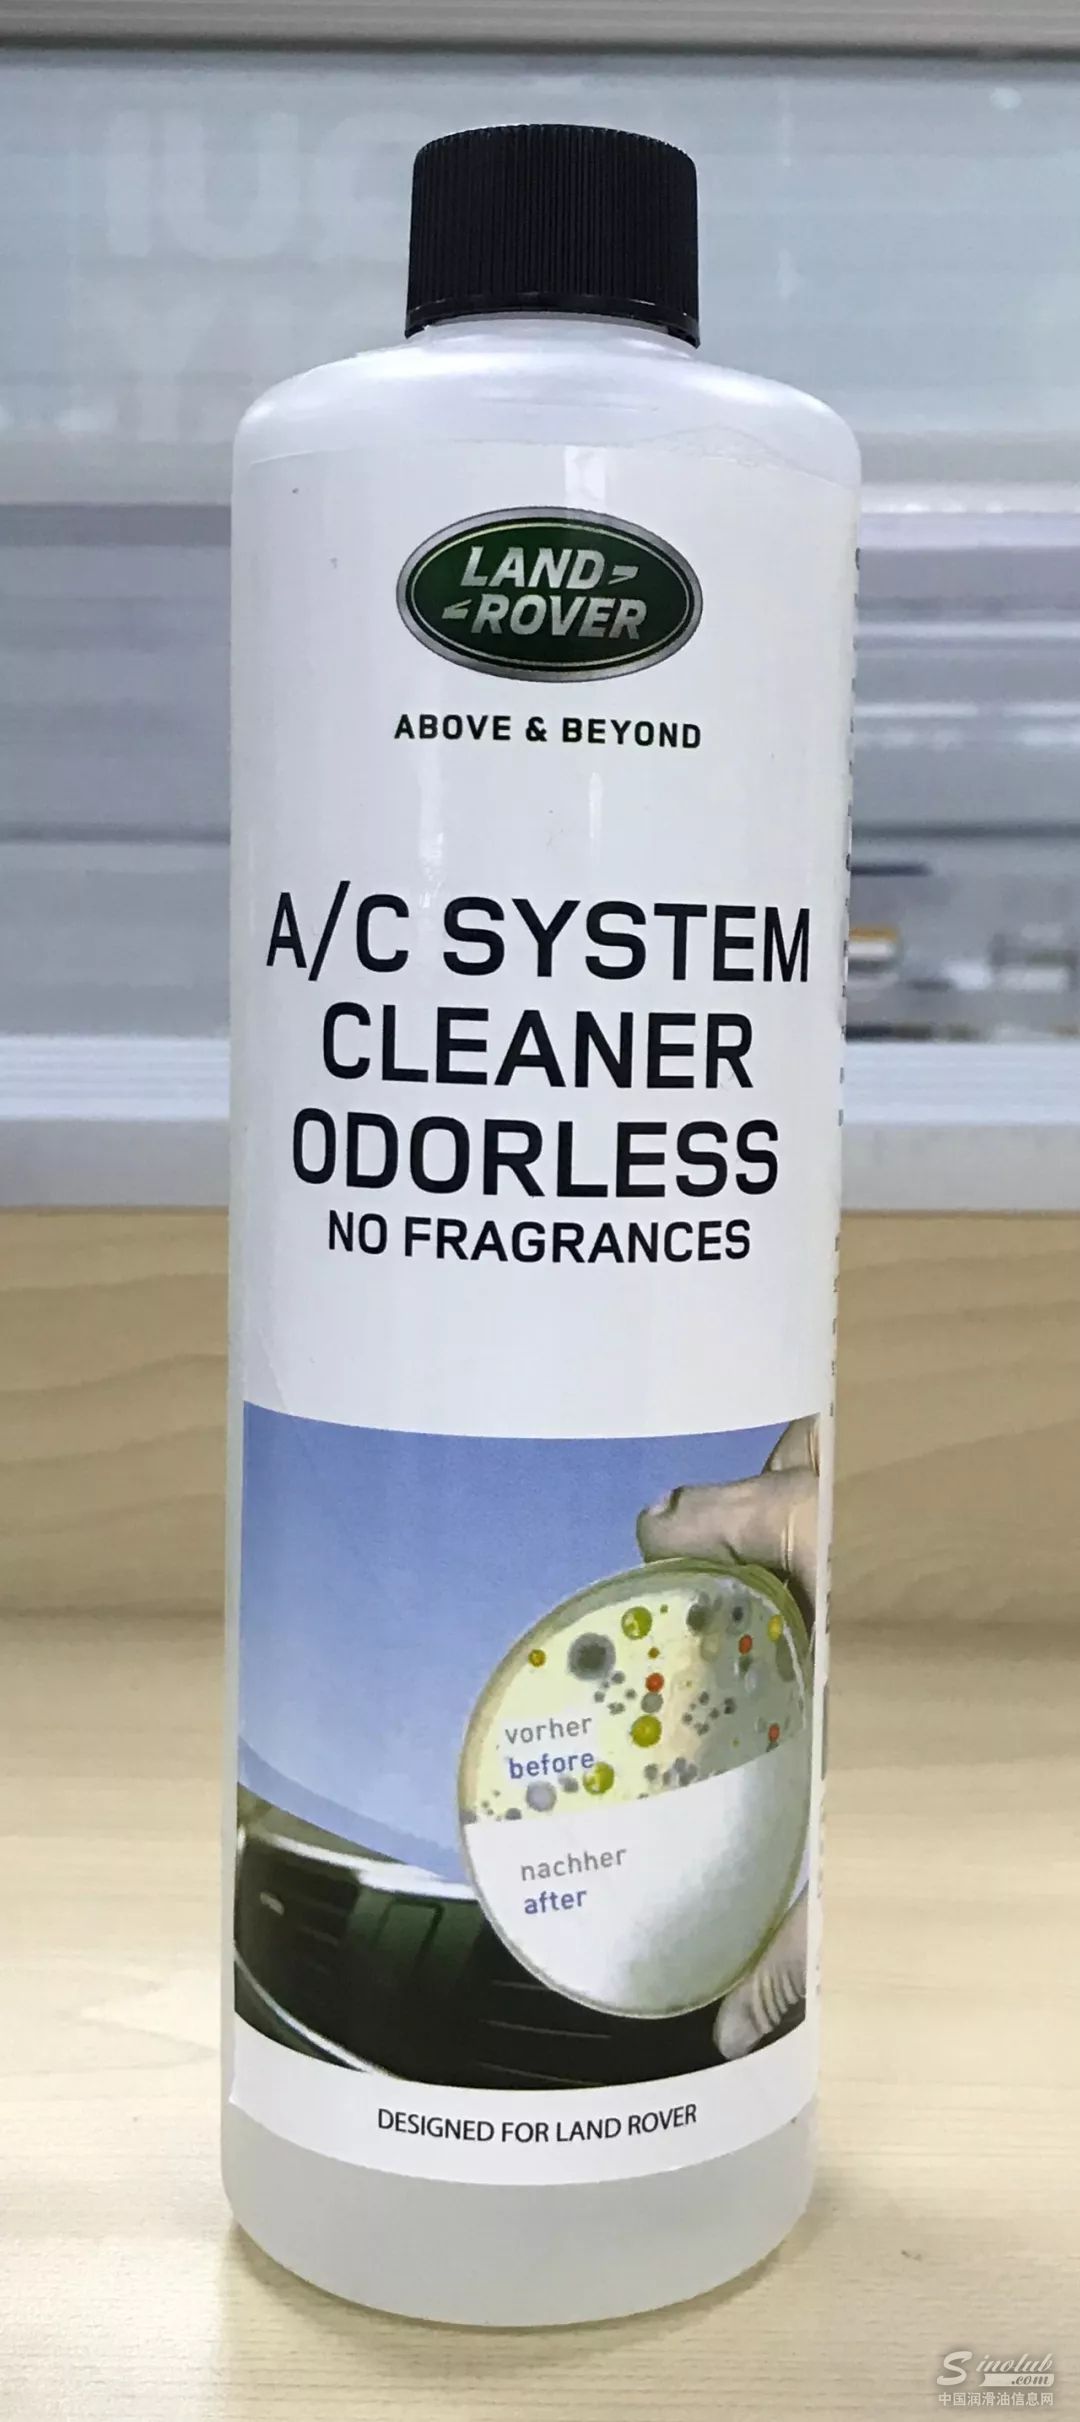 LAND
ROVER
ABOVE & BEYOND
A/C SYSTEM
CLEANER
ODORLESS
NO FRAGRANCES
vorher
before
nachher
after
DESIGNED FOR LAND ROVER
Sinolub
.com
中国润滑油信息网